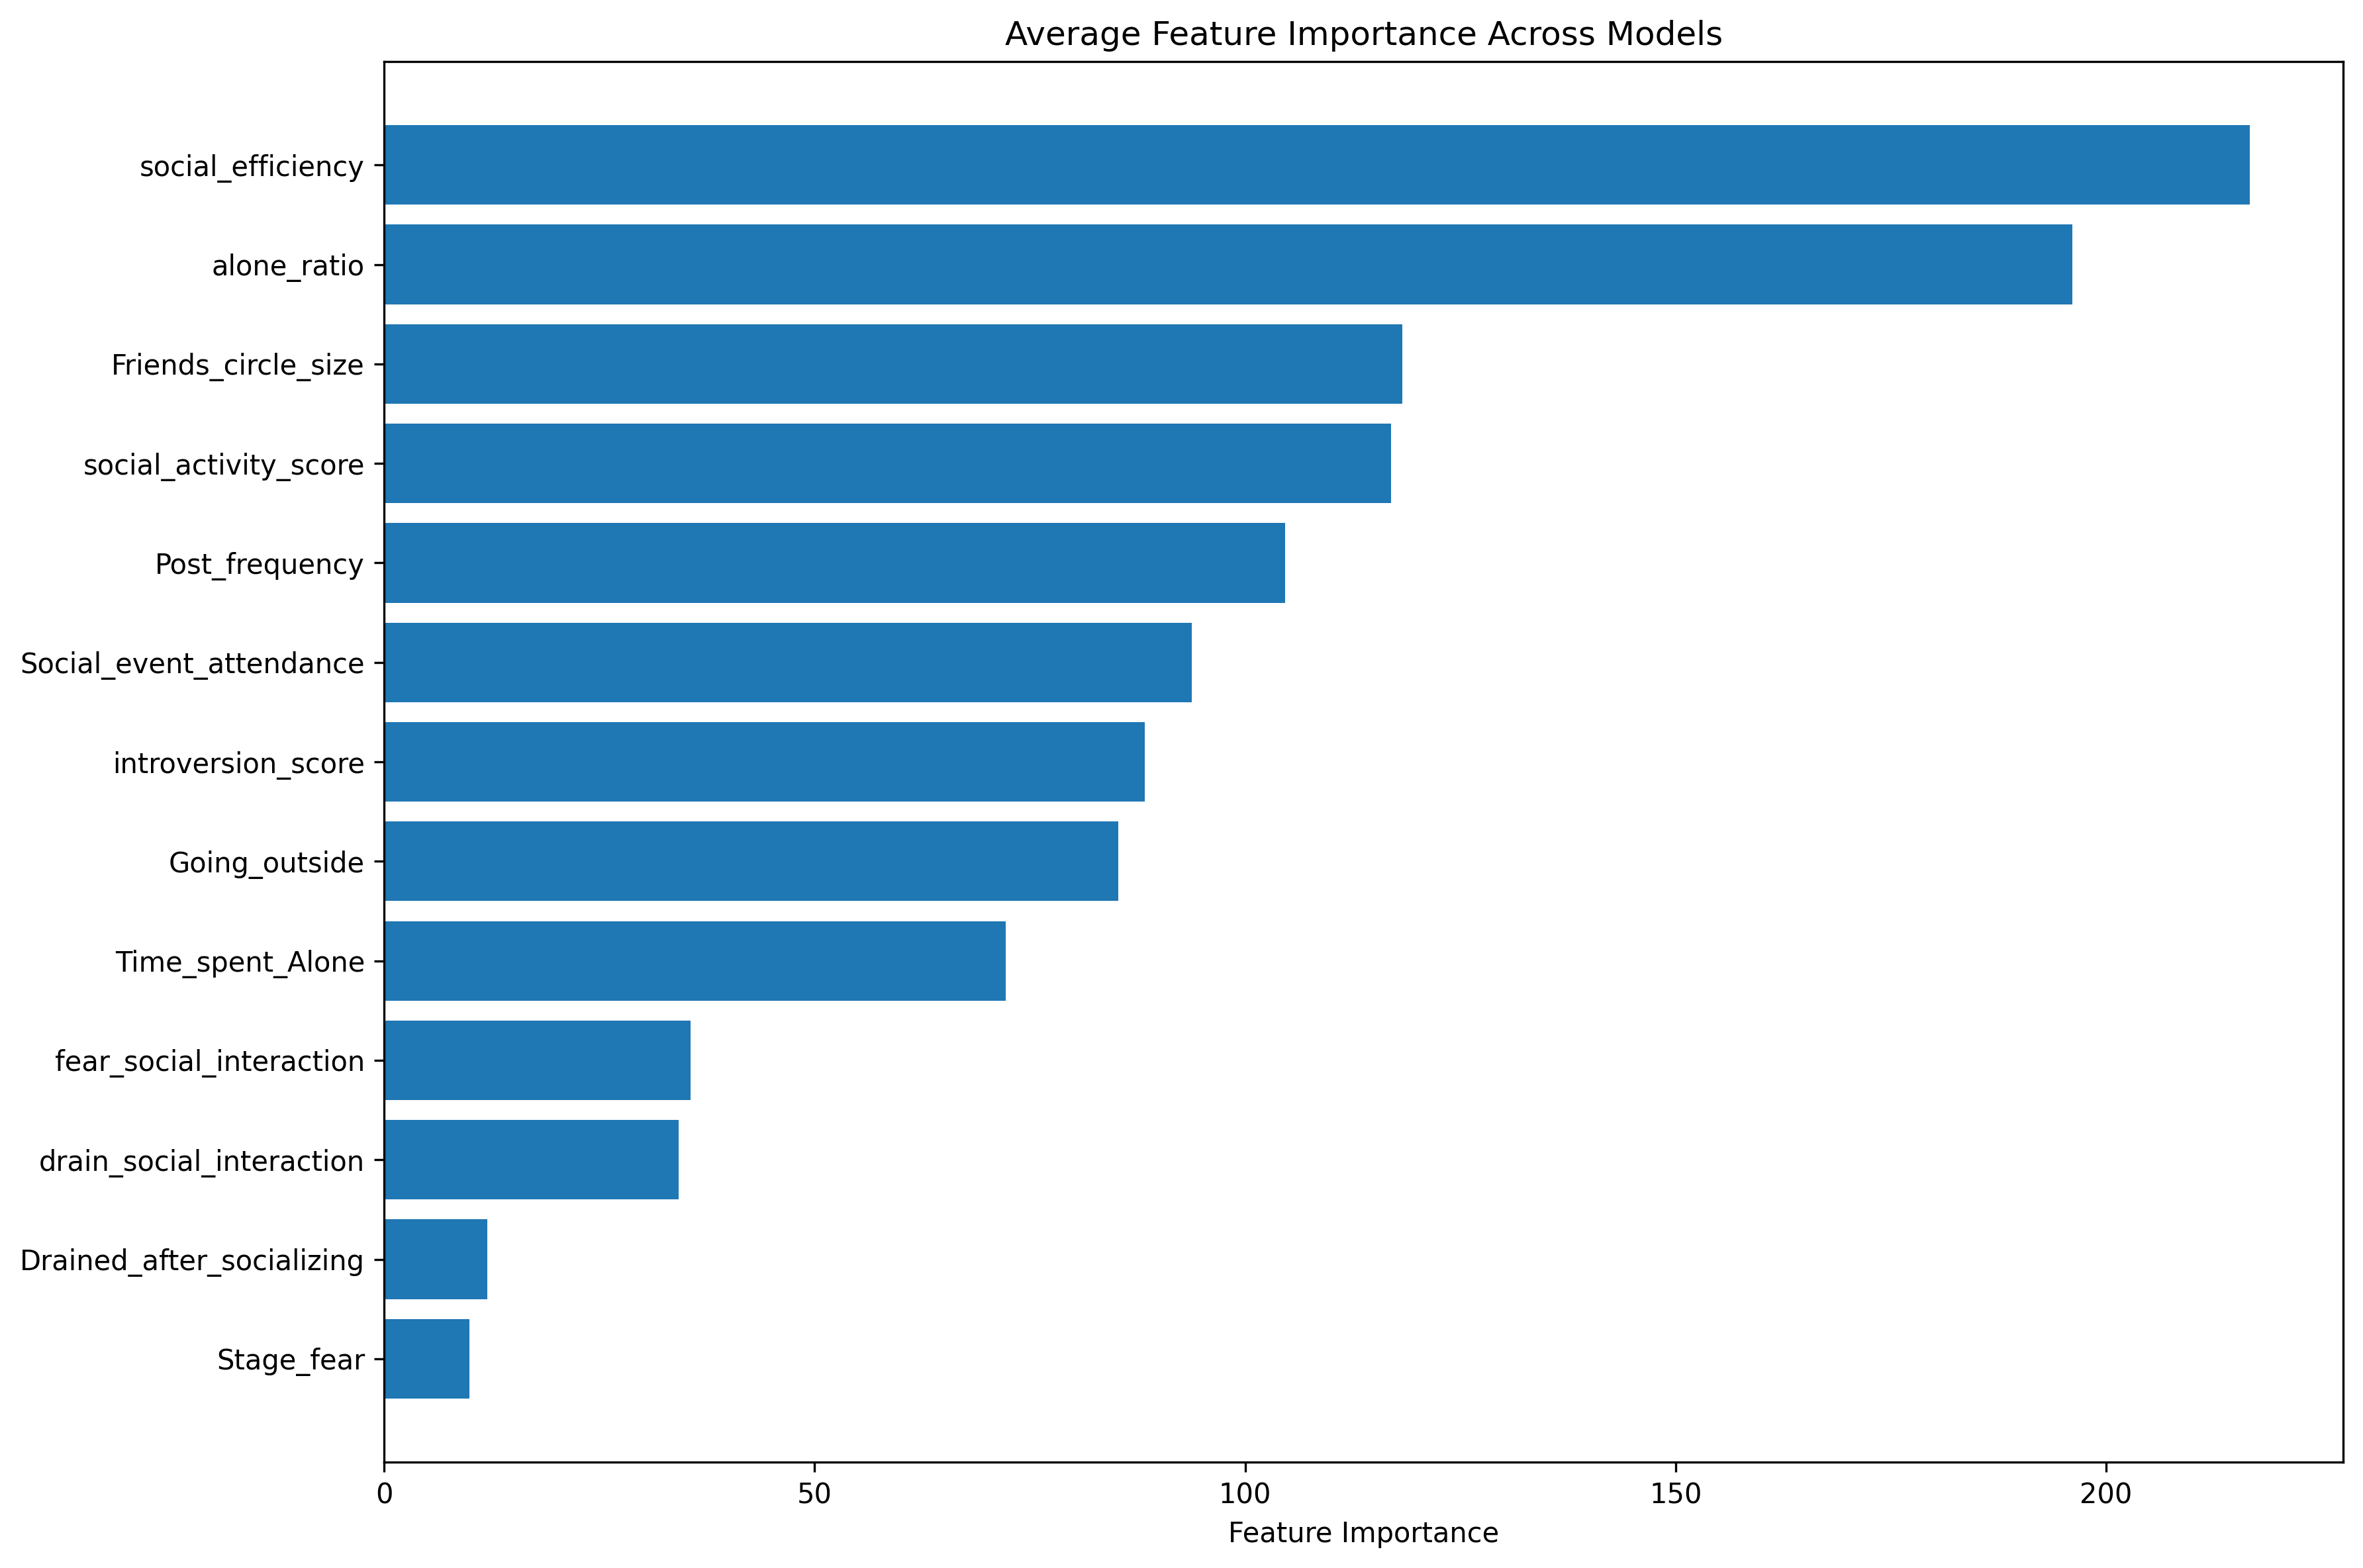 Average Feature Importance Across Models
social_efficiency
alone_ratio
Friends_circle_size
social_activity_score
Post_frequency
Social_event_attendance
introversion_score
Going_outside
Time_spent_Alone
fear_social_interaction
drain_social_interaction
Drained_after_socializing
Stage_fear
0 50 100 150 200
Feature Importance